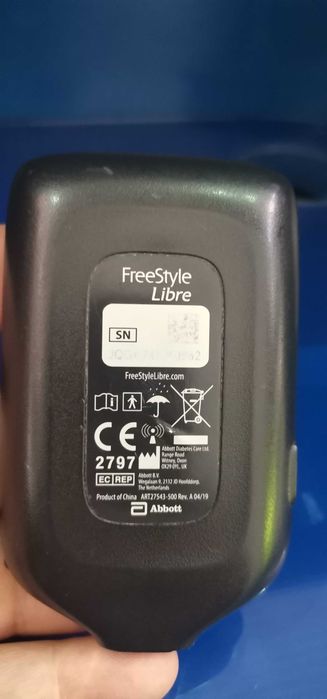 FreeStyle
Libre
SN
FreeStyleLibre.com
CE
2797
Abbott Diabetes Care Ltd.
Range Road
Witney, Oxon
OX29 0YL, UK
EC REP
Abbott B.V.
Wegalaan 9, 2132 JD Hoofddorp,
The Netherlands
Product of China ART27543-500 Rev. A 04/19
Abbott